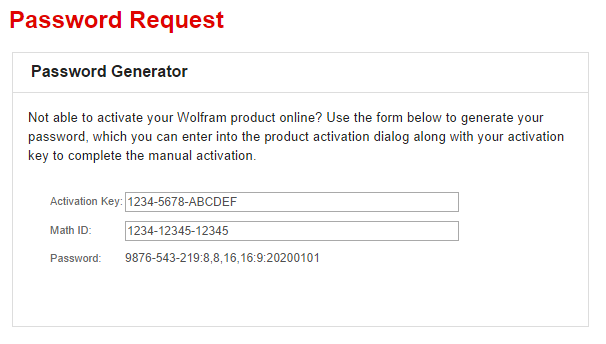 Password Request
Password Generator
Not able to activate your Wolfram product online? Use the form below to generate your
password, which you can enter into the product activation dialog along with your activation
key to complete the manual activation.
Activation Key: 1234-5678-ABCDEF
Math ID: 1234-12345-12345
Password: 9876-543-219:8,8,16,16:9:20200101